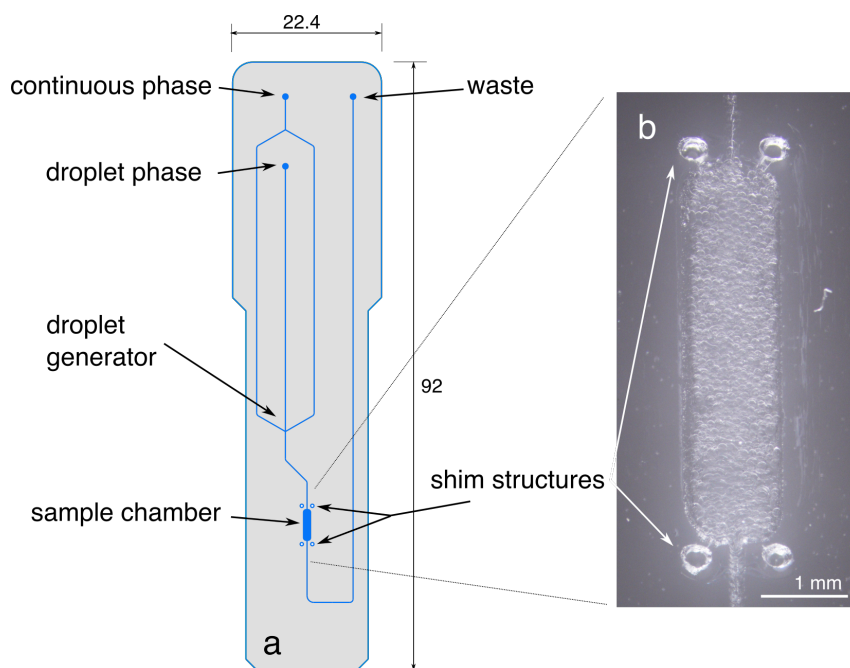 22.4
continuous phase
waste
b
droplet phase
droplet
generator
92
shim structures
sample chamber
1 mm
a